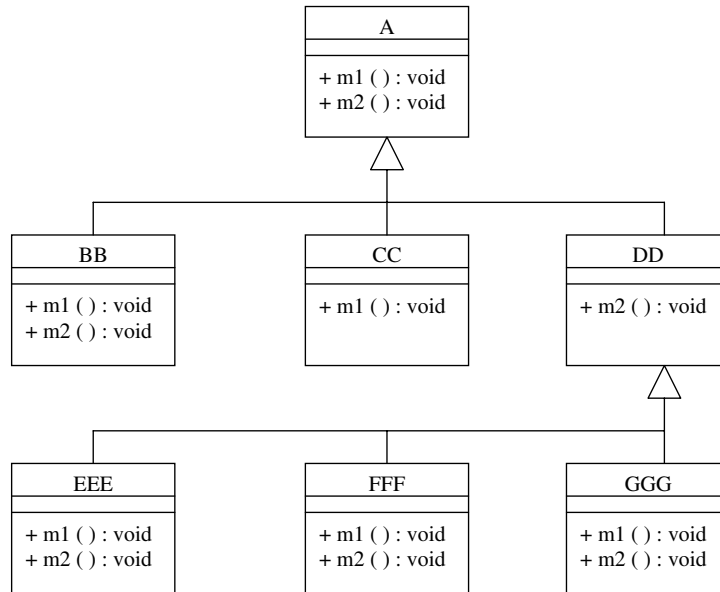 A
+ m1 ( ) : void
+ m2 ( ) : void
BB
+ m1 ( ) : void
+ m2 ( ) : void
CC
+ m1 ( ) : void
DD
+ m2 ( ) : void
EEE
+ m1 ( ) : void
+ m2 ( ) : void
FFF
+ m1 ( ) : void
+ m2 ( ) : void
GGG
+ m1 ( ) : void
+ m2 ( ) : void